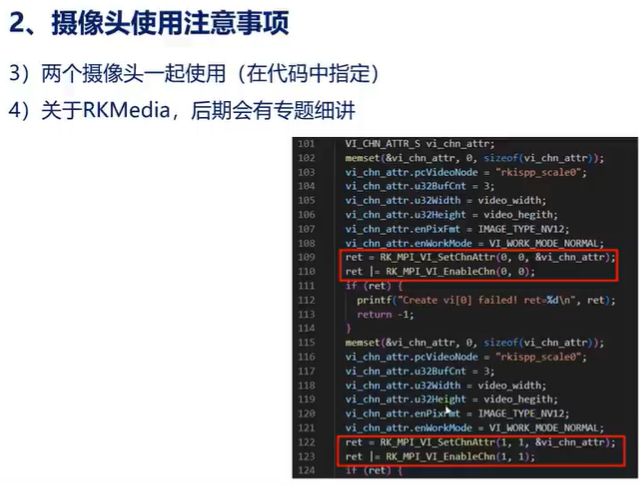 2、摄像头使用注意事项
3）两个摄像头一起使用（在代码中指定）
4）关于RKMedia，后期会有专题细讲
101 VI_CHN_ATTR_S vi_chn_attr;
102 memset(&vi_chn_attr, 0, sizeof(vi_chn_attr));
103 vi_chn_attr.pcVideoNode = "rkispp_scale0";
104 vi_chn_attr.u32BufCnt = 3;
105 vi_chn_attr.u32Width = video_width;
106 vi_chn_attr.u32Height = video_hegith;
107 vi_chn_attr.enPixFmt = IMAGE_TYPE_NV12;
108 vi_chn_attr.enWorkMode = VI_WORK_MODE_NORMAL;
109 ret = RK_MPI_VI_SetChnAttr(0, 0, &vi_chn_attr);
110 ret |= RK_MPI_VI_EnableChn(0, 0);
111 if (ret) {
112 printf("Create vi[0] failed! ret=%d\n", ret);
113 return -1;
114 }
115 memset(&vi_chn_attr, 0, sizeof(vi_chn_attr));
116 vi_chn_attr.pcVideoNode = "rkispp_scale0";
117 vi_chn_attr.u32BufCnt = 3;
118 vi_chn_attr.u32Width = video_width;
119 vi_chn_attr.u32Height = video_hegith;
120 vi_chn_attr.enPixFmt = IMAGE_TYPE_NV12;
121 vi_chn_attr.enWorkMode = VI_WORK_MODE_NORMAL;
122 ret = RK_MPI_VI_SetChnAttr(1, 1, &vi_chn_attr);
123 ret |= RK_MPI_VI_EnableChn(1, 1);
124 if (ret) {